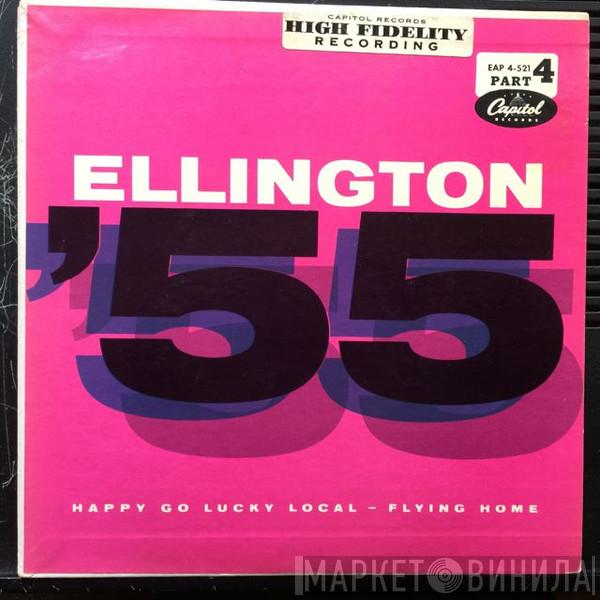 CAPITOL RECORDS
HIGH FIDELITY
RECORDING
EAP 4-521
PART 4
Capitol
RECORDS
ELLINGTON
'55
HAPPY GO LUCKY LOCAL – FLYING HOME
МАРКЕТ ВИНИЛА